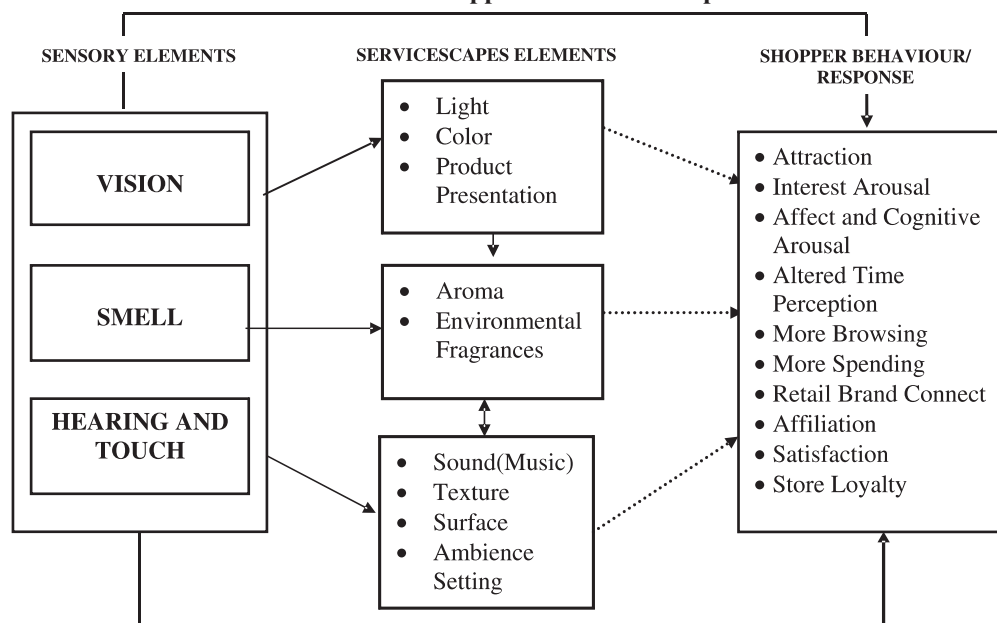 SENSORY ELEMENTS
SERVICESCAPES ELEMENTS
SHOPPER BEHAVIOUR/
RESPONSE
VISION
SMELL
HEARING AND
TOUCH
• Light
• Color
• Product
Presentation
• Aroma
• Environmental
Fragrances
• Sound(Music)
• Texture
• Surface
• Ambience
Setting
• Attraction
• Interest Arousal
• Affect and Cognitive
Arousal
• Altered Time
Perception
• More Browsing
• More Spending
• Retail Brand Connect
• Affiliation
• Satisfaction
• Store Loyalty